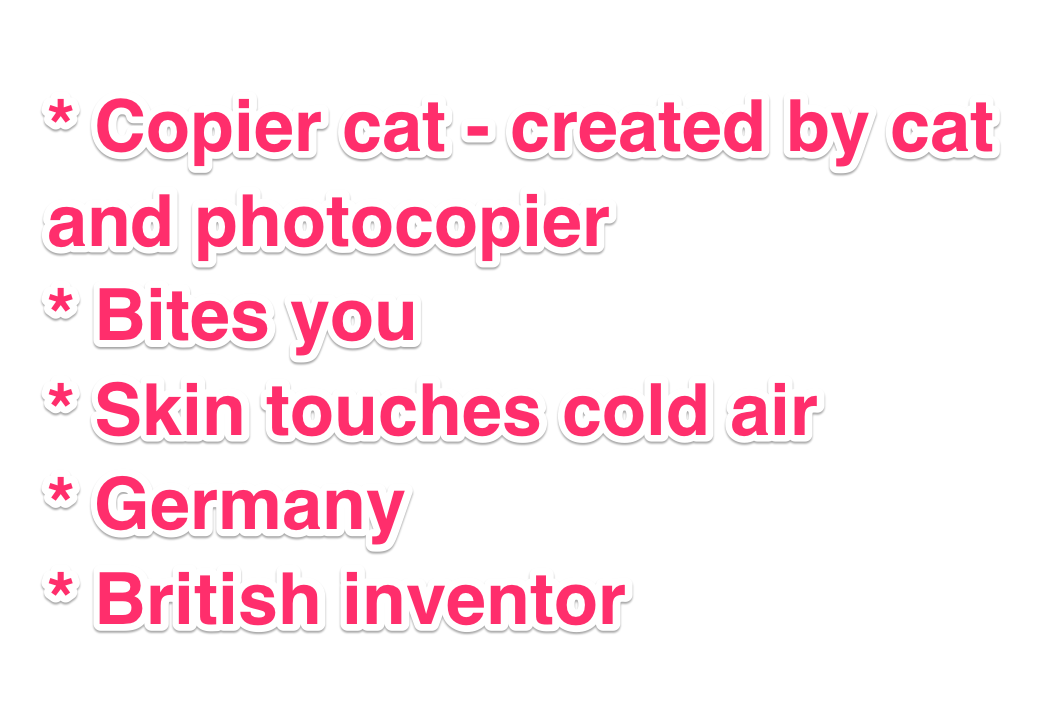 * Copier cat - created by cat
and photocopier
* Bites you
* Skin touches cold air
* Germany
* British inventor